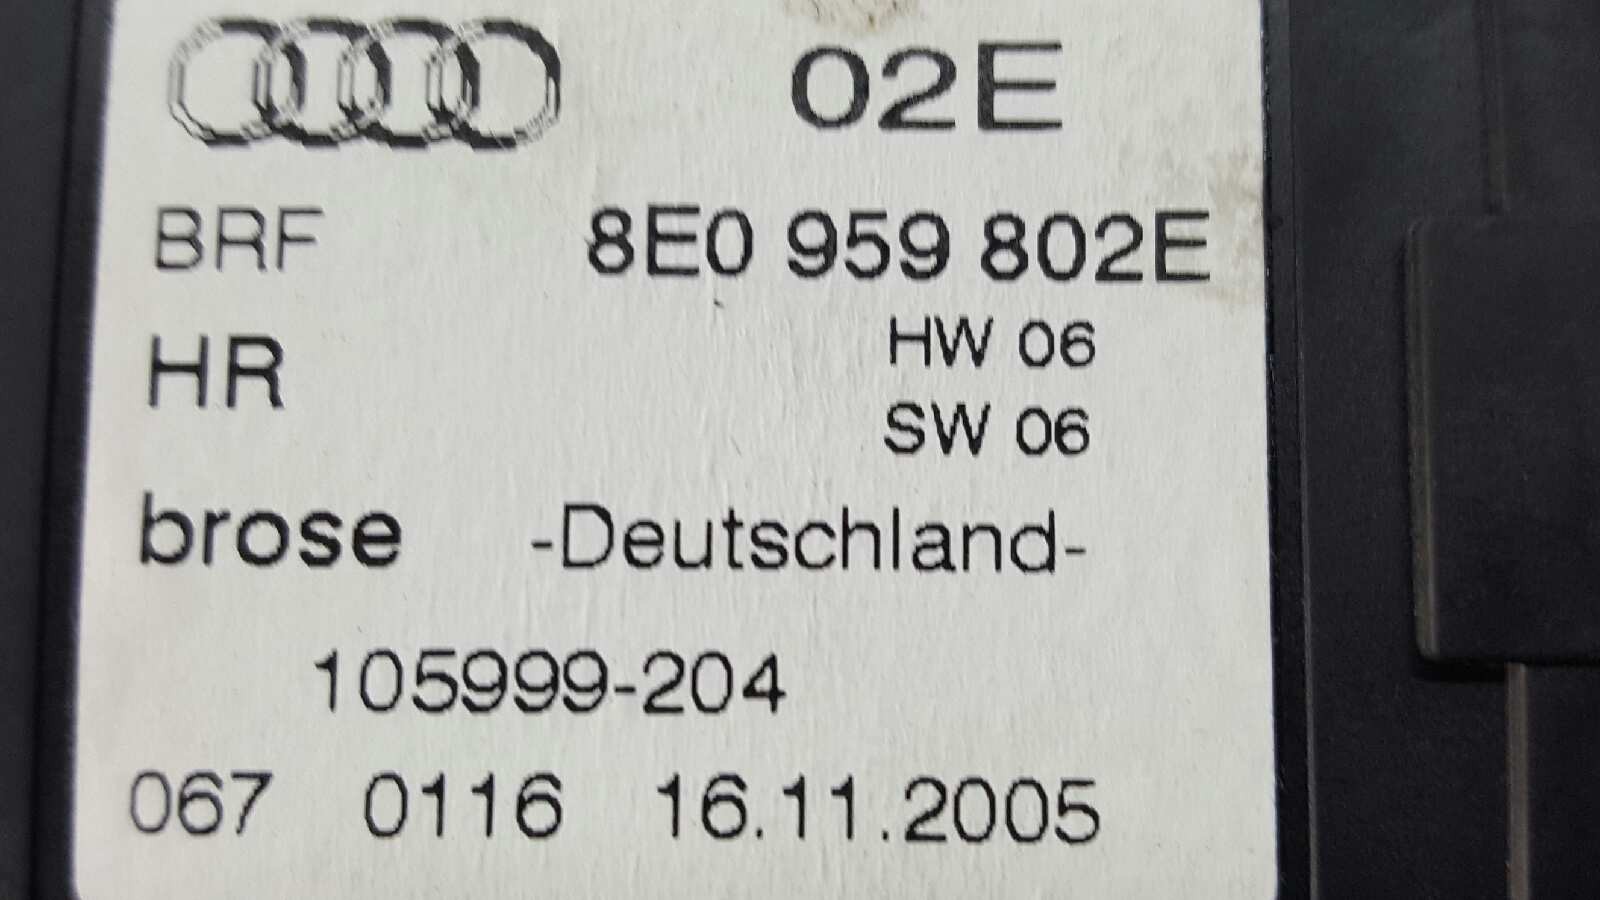 02E
BRF 8E0 959 802E
HR HW 06
SW 06
brose -Deutschland-
105999-204
067 0116 16.11.2005